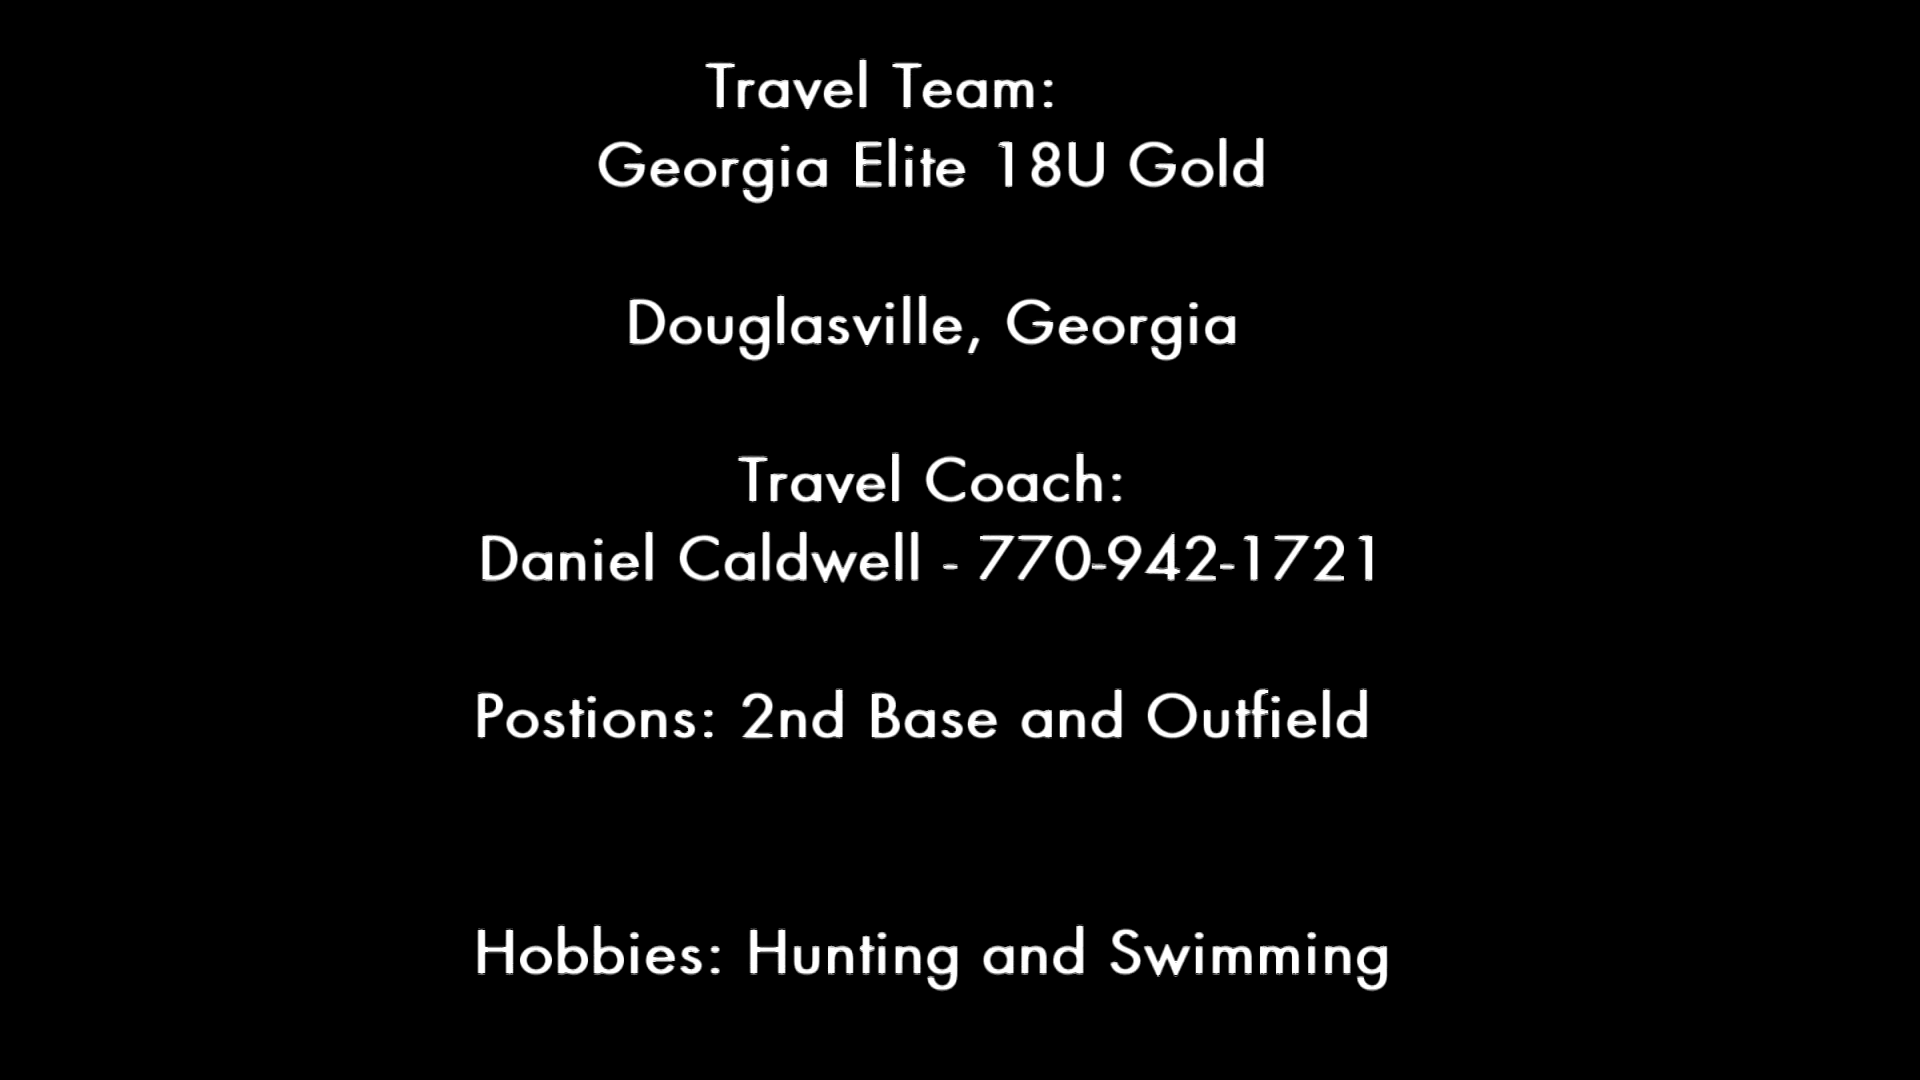 Travel Team:
Georgia Elite 18U Gold
Douglasville, Georgia
Travel Coach:
Daniel Caldwell - 770-942-1721
Postions: 2nd Base and Outfield
Hobbies: Hunting and Swimming